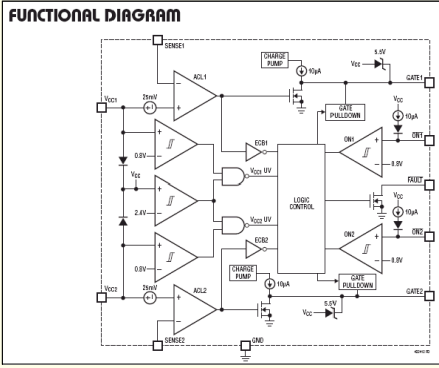 FUNCTIONAL DIAGRAM
SENSE1
CHARGE PUMP
10µA
5.5V
VCC
GATE1
ACL1
VCC1
25mV
GATE PULLDOWN
VCC
10µA
ECB1
ON1
ON1
0.8V
0.8V
VCC1 UV
VCC
FAULT
LOGIC CONTROL
VCC
2.4V
10µA
VCC2 UV
ON2
ON2
ECB2
0.8V
0.8V
CHARGE PUMP
10µA
GATE PULLDOWN
VCC2
25mV
ACL2
GATE2
5.5V
VCC
SENSE2
GND